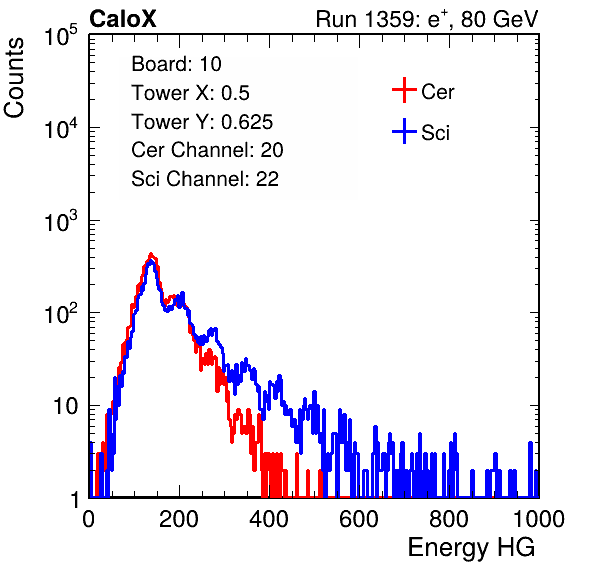 CaloX Run 1359: e⁺, 80 GeV
Board: 10
Tower X: 0.5
Tower Y: 0.625
Cer Channel: 20
Sci Channel: 22
Cer
Sci
Counts
10⁵
10⁴
10³
10²
10
1
0 200 400 600 800 1000
Energy HG